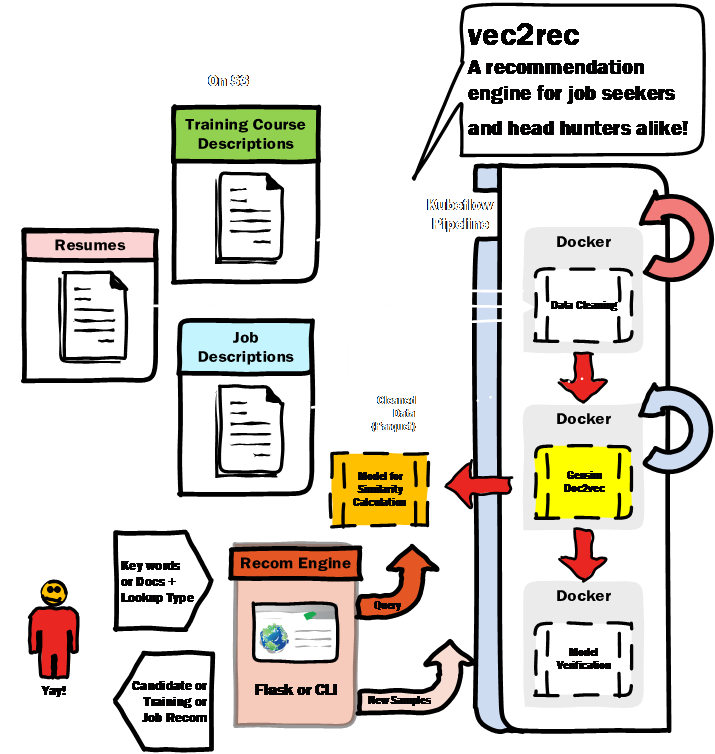 vec2rec
A recommendation
engine for job seekers
and head hunters alike!
On S3
Training Course
Descriptions
Kubeflow
Pipeline
Resumes
Docker
Data Cleaning
Job
Descriptions
Cleaned
Data
(Parquet)
Docker
Gensim
Doc2vec
Model for
Similarity
Calculation
Key words
or Docs +
Lookup Type
Recom Engine
Query
Docker
Model
Verification
Yay!
Candidate or
Training or
Job Recom
Flask or CLI
New Samples